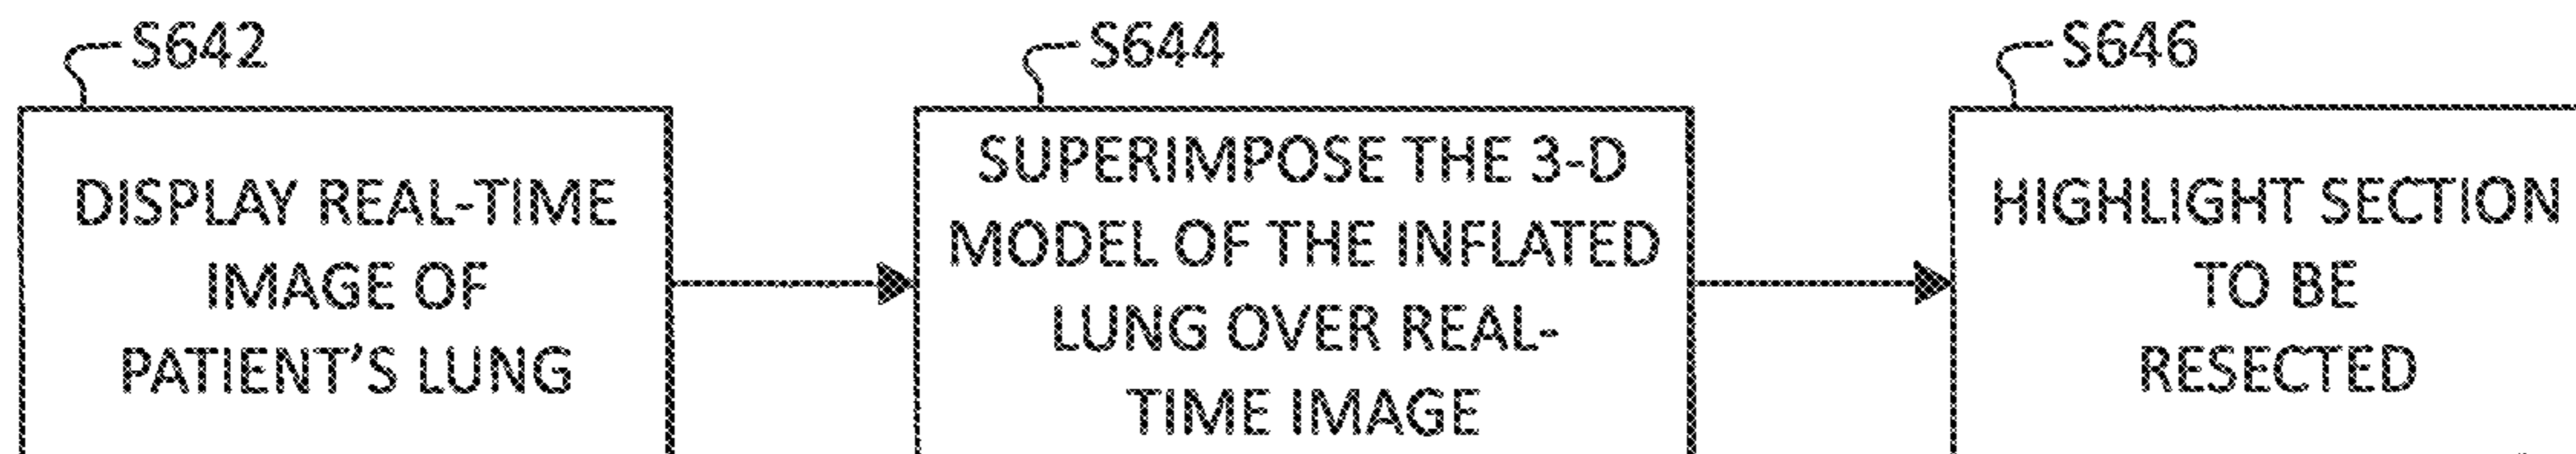 S642
DISPLAY REAL-TIME
IMAGE OF
PATIENT'S LUNG
S644
SUPERIMPOSE THE 3-D
MODEL OF THE INFLATED
LUNG OVER REAL-
TIME IMAGE
S646
HIGHLIGHT SECTION
TO BE
RESECTED